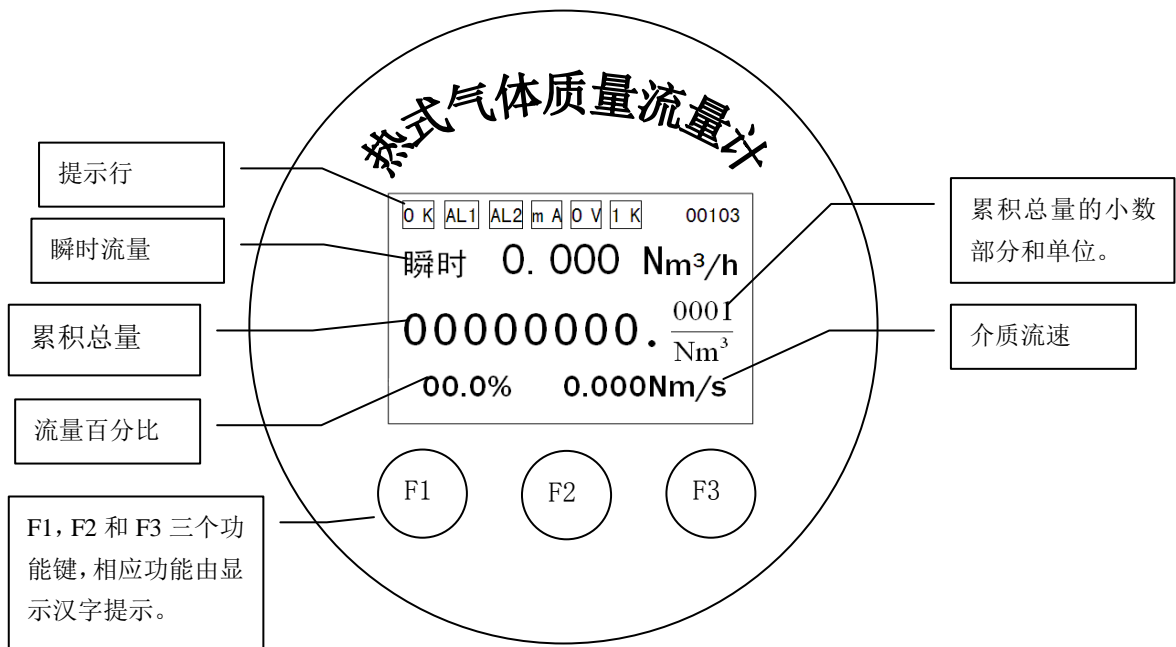 热式气体质量流量计
提示行
瞬时流量
累积总量
流量百分比
F1，F2 和 F3 三个功
能键，相应功能由显
示汉字提示。
0 K AL1 AL2 m A 0 V 1 K 00103
瞬时 0.000 Nm³/h
00000000. 0001
Nm³
00.0% 0.000Nm/s
F1 F2 F3
累积总量的小数
部分和单位。
介质流速